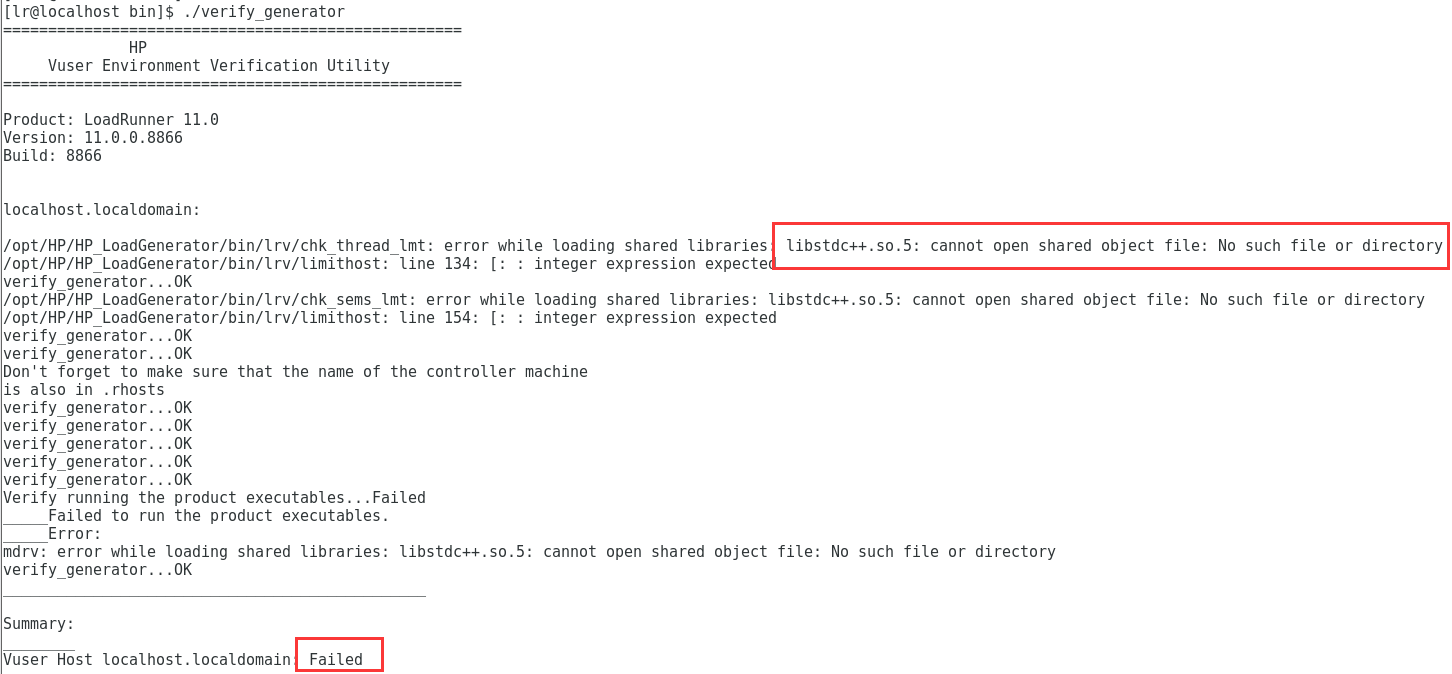 [lr@localhost bin]$ ./verify_generator
===================================================
HP
Vuser Environment Verification Utility
===================================================
Product: LoadRunner 11.0
Version: 11.0.0.8866
Build: 8866
localhost.localdomain:
/opt/HP/HP_LoadGenerator/bin/lrv/chk_thread_lmt: error while loading shared libraries: libstdc++.so.5: cannot open shared object file: No such file or directory
/opt/HP/HP_LoadGenerator/bin/lrv/limithost: line 134: [: : integer expression expected
verify_generator...OK
/opt/HP/HP_LoadGenerator/bin/lrv/chk_sems_lmt: error while loading shared libraries: libstdc++.so.5: cannot open shared object file: No such file or directory
/opt/HP/HP_LoadGenerator/bin/lrv/limithost: line 154: [: : integer expression expected
verify_generator...OK
verify_generator...OK
Don't forget to make sure that the name of the controller machine
is also in .rhosts
verify_generator...OK
verify_generator...OK
verify_generator...OK
verify_generator...OK
verify_generator...OK
Verify running the product executables...Failed
_____Failed to run the product executables.
_____Error:
mdrv: error while loading shared libraries: libstdc++.so.5: cannot open shared object file: No such file or directory
verify_generator...OK
_______________________________________________
Summary:
________
Vuser Host localhost.localdomain: Failed